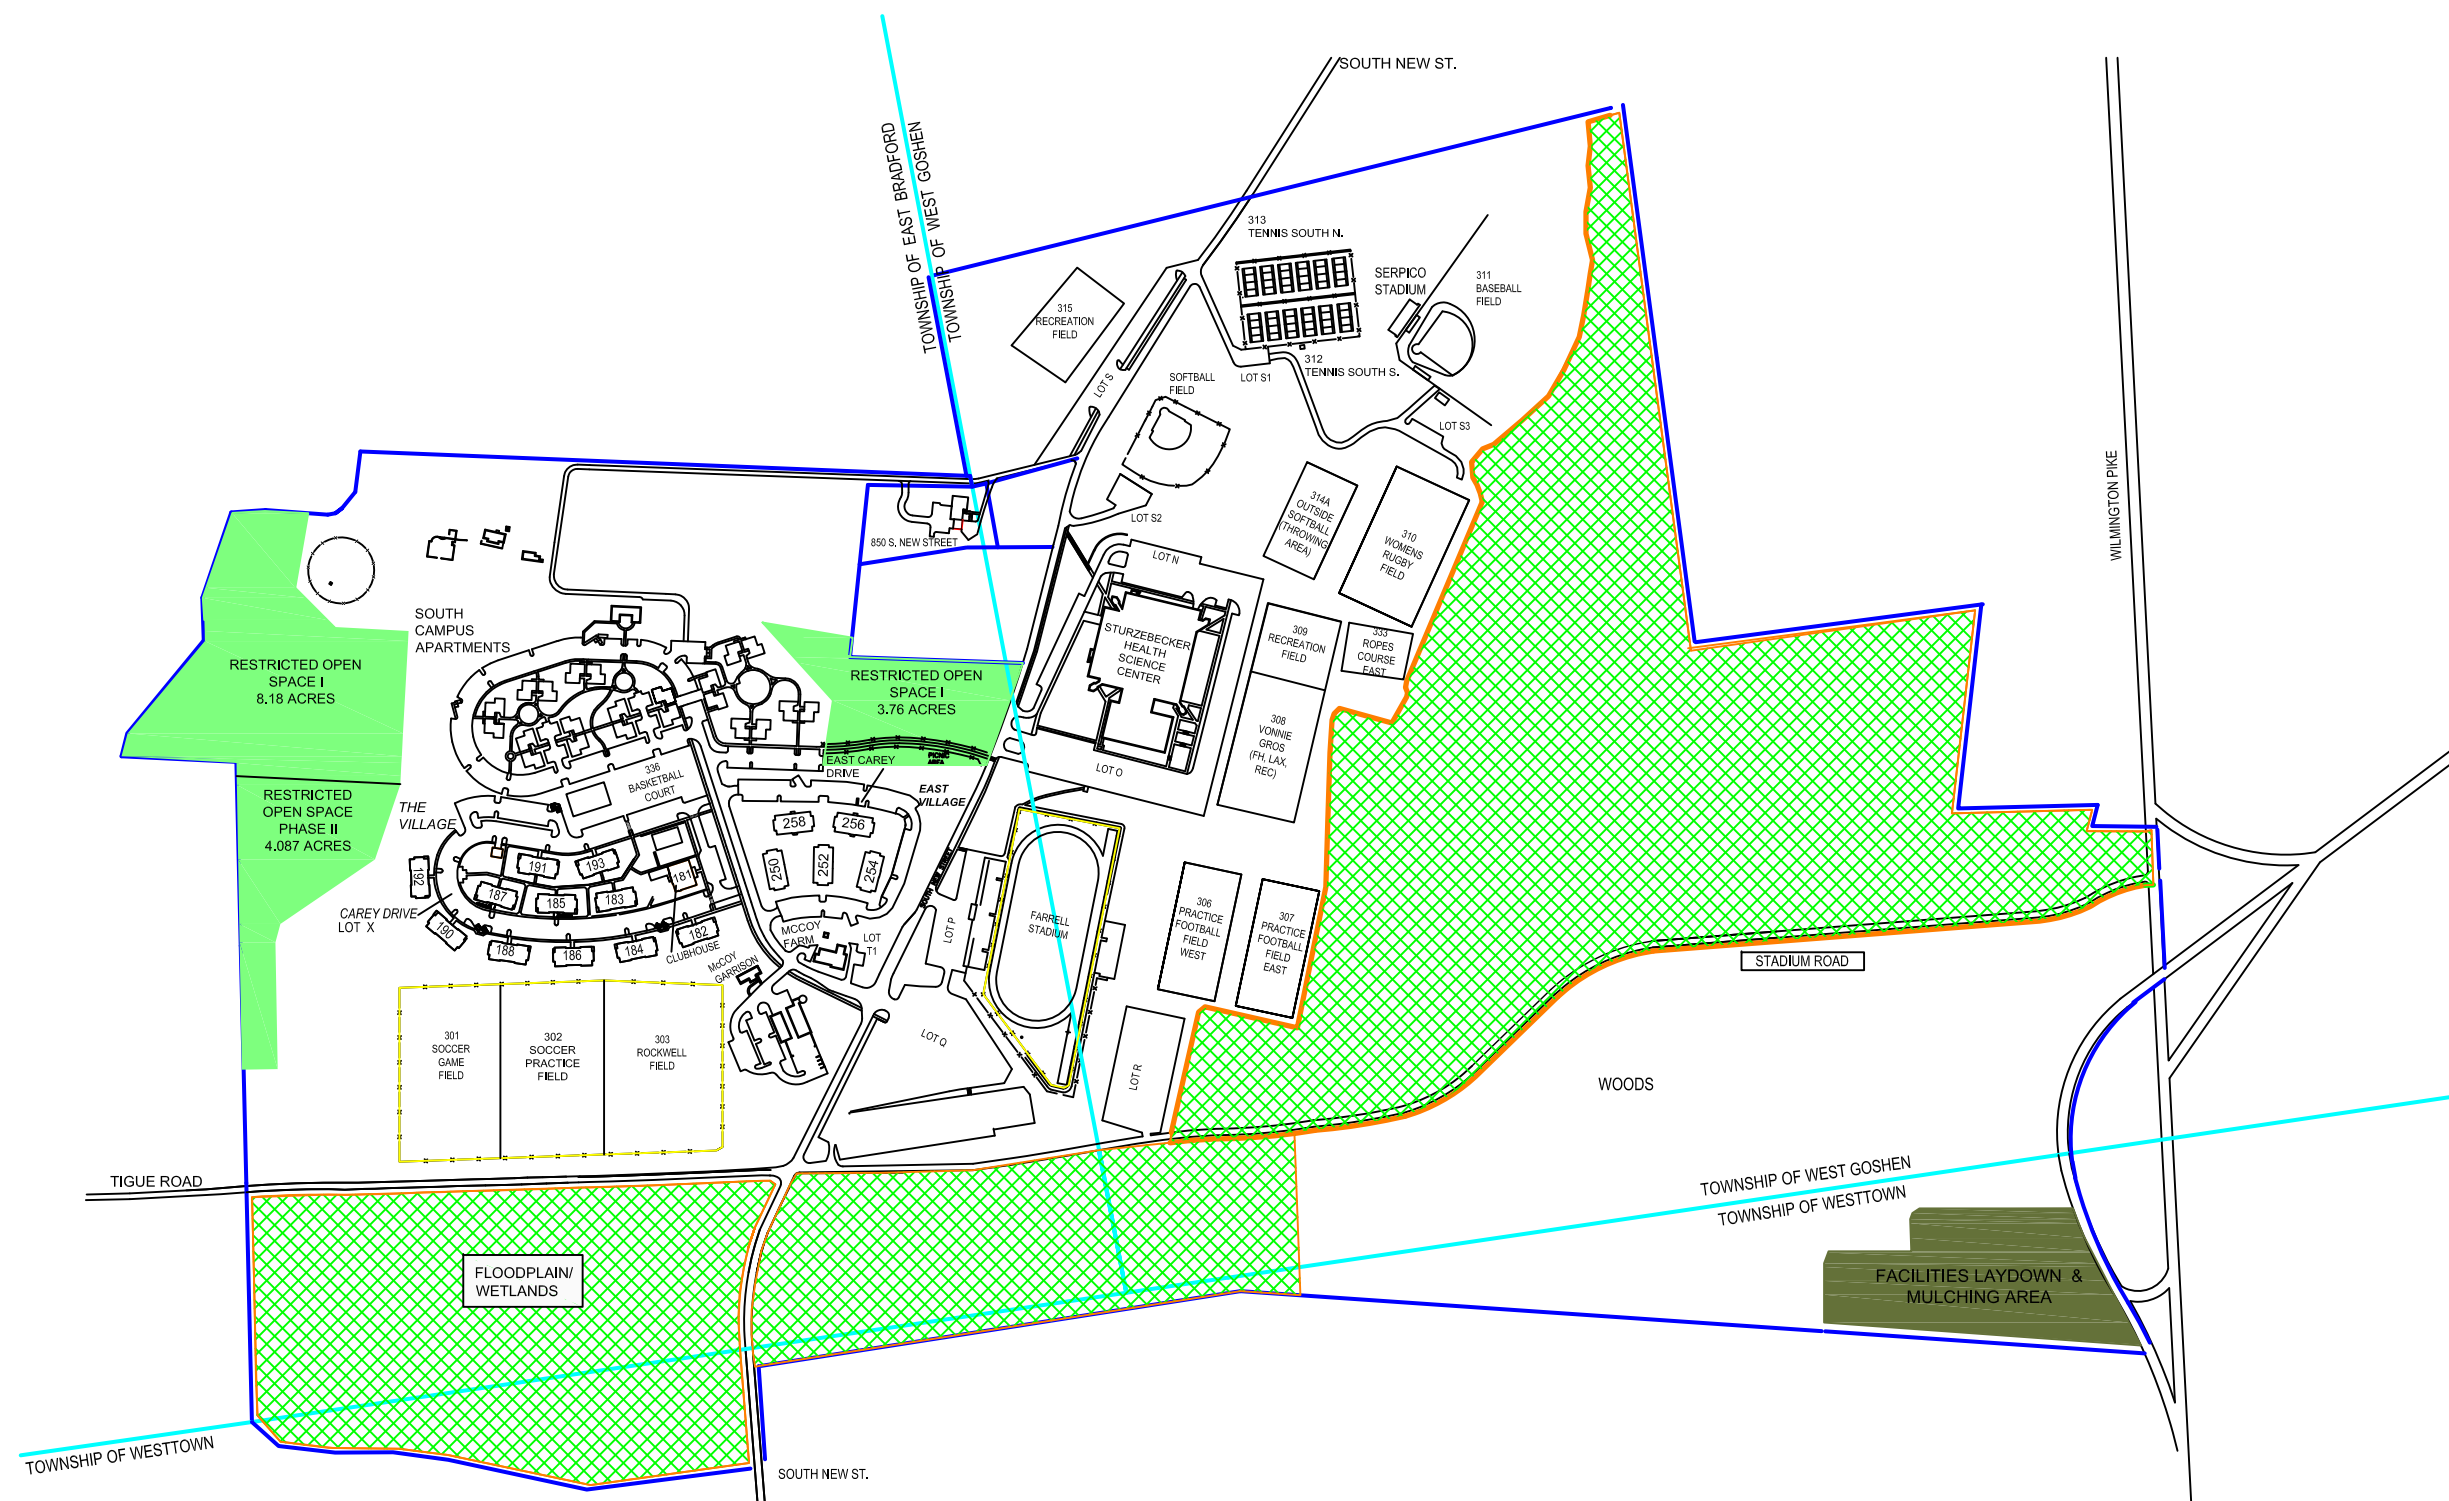 SOUTH NEW ST.
TOWNSHIP OF EAST BRADFORD
TOWNSHIP OF WEST GOSHEN
313
TENNIS SOUTH N.
SERPICO
STADIUM
311
BASEBALL
FIELD
315
RECREATION
FIELD
LOT S
SOFTBALL
FIELD
LOT S1
312
TENNIS SOUTH S.
LOT S3
WILMINGTON PIKE
314A
OUTSIDE
SOFTBALL
(THROWING
AREA)
310
WOMENS
RUGBY
FIELD
LOT S2
850 S, NEW STREET
LOT N
SOUTH
CAMPUS
APARTMENTS
STURZEBECKER
HEALTH
SCIENCE
CENTER
309
RECREATION
FIELD
333
ROPES
COURSE
EAST
RESTRICTED OPEN
SPACE I
8.18 ACRES
RESTRICTED OPEN
SPACE I
3.76 ACRES
308
VONNIE
GROS
(FH, LAX,
REC)
PICNIC
AREA
EAST CAREY
DRIVE
LOT O
336
BASKETBALL
COURT
RESTRICTED
OPEN SPACE
PHASE II
4.087 ACRES
THE
VILLAGE
EAST
VILLAGE
258
256
250
252
254
191
193
192
187
185
183
181
SOUTH NEW STREET
CAREY DRIVE
LOT X
190
188
186
184
182
CLUBHOUSE
MCCOY
FARM
LOT
T1
LOT P
FARRELL
STADIUM
306
PRACTICE
FOOTBALL
FIELD
WEST
307
PRACTICE
FOOTBALL
FIELD
EAST
McCOY
GARRISON
STADIUM ROAD
301
SOCCER
GAME
FIELD
302
SOCCER
PRACTICE
FIELD
303
ROCKWELL
FIELD
LOT Q
LOT R
WOODS
TIGUE ROAD
TOWNSHIP OF WEST GOSHEN
TOWNSHIP OF WESTTOWN
FLOODPLAIN/
WETLANDS
FACILITIES LAYDOWN &
MULCHING AREA
TOWNSHIP OF WESTTOWN
SOUTH NEW ST.